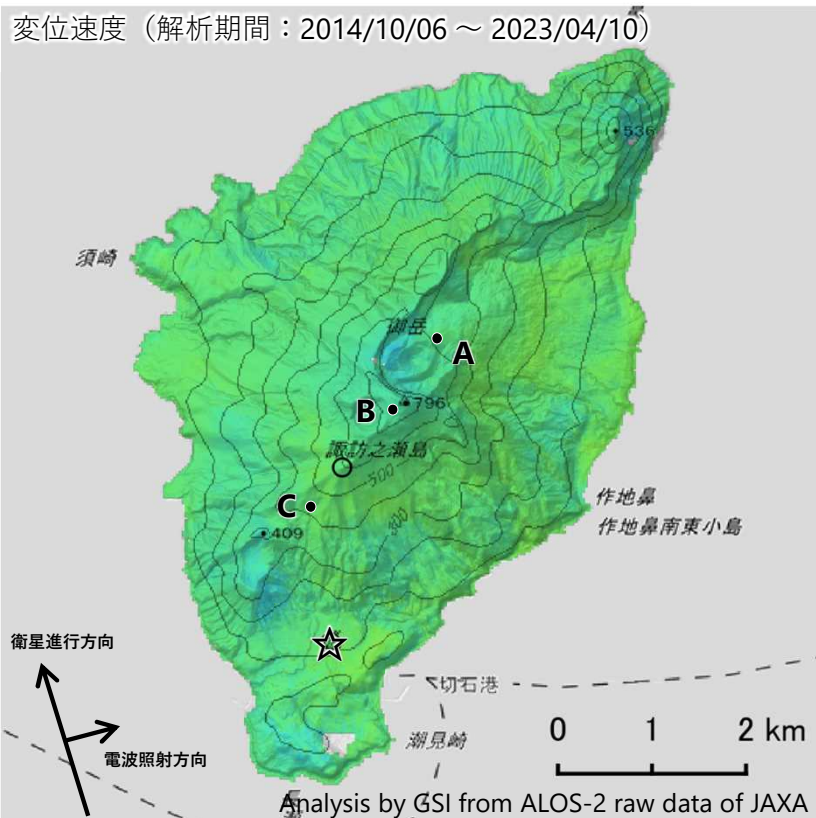 変位速度（解析期間：2014/10/06 ～ 2023/04/10）
536
須崎
御岳
A
B
796
諏訪之瀬島
500
C
300
409
作地鼻
作地鼻南東小島
衛星進行方向
電波照射方向
切石港
潮見崎
0 1 2 km
Analysis by GSI from ALOS-2 raw data of JAXA